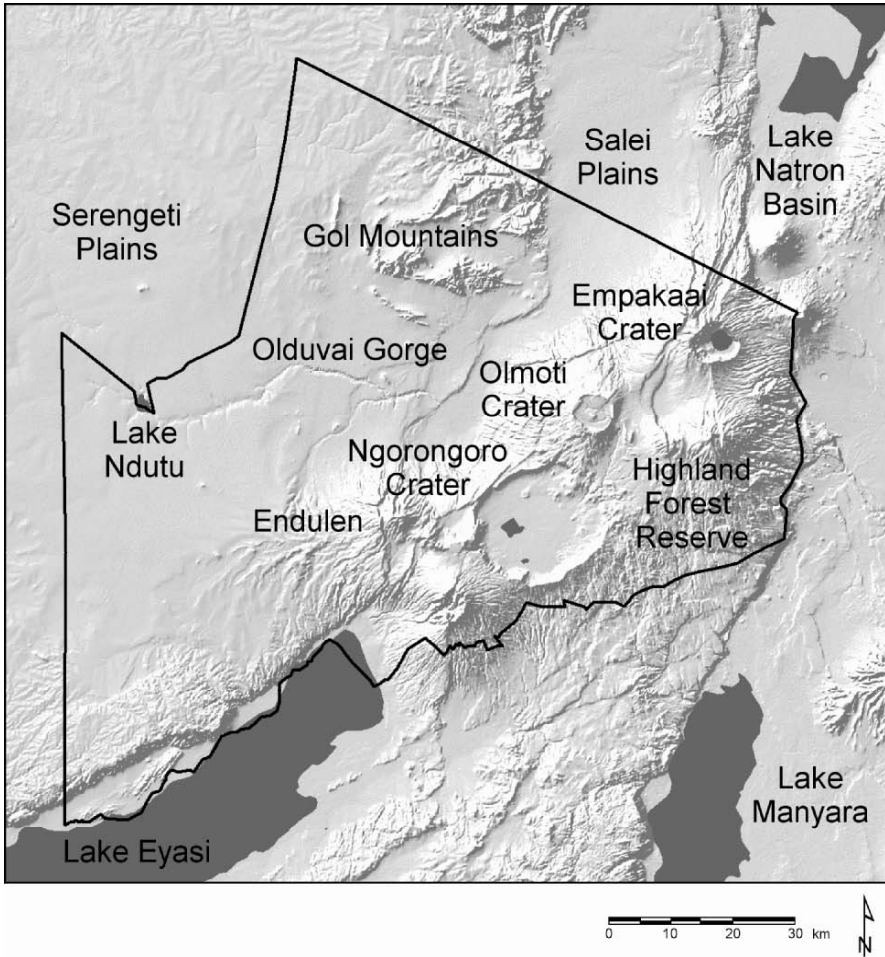 Salei
Plains
Lake
Natron
Basin
Serengeti
Plains
Gol Mountains
Empakaai
Crater
Olduvai Gorge
Olmoti
Crater
Lake
Ndutu
Ngorongoro
Crater
Highland
Forest
Reserve
Endulen
Lake
Manyara
Lake Eyasi
0 10 20 30 km
N